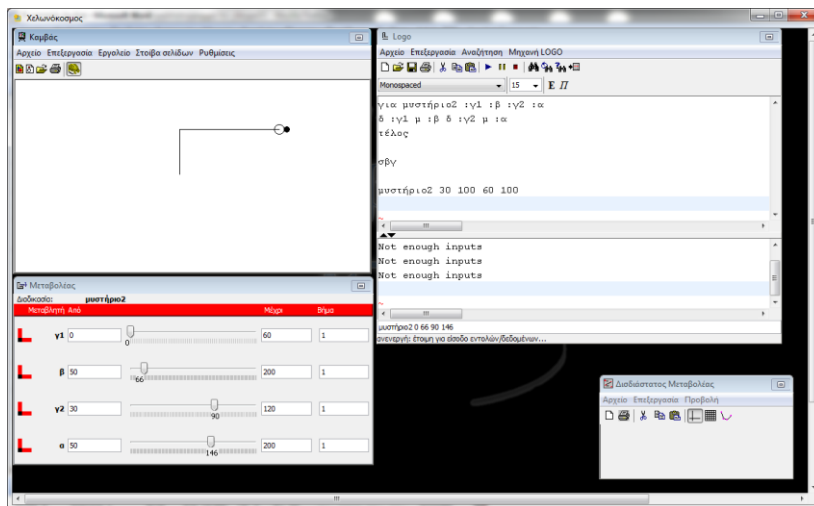 Χελωνόκοσμος
Καμβάς
Αρχείο Επεξεργασία Εργαλείο Στοίβα σελίδων Ρυθμίσεις
Logo
Αρχείο Επεξεργασία Αναζήτηση Μηχανή LOGO
Monospaced 15 Ε Π
για μυστήριο2 :γ1 :β :γ2 :α
δ :γ1 μ :β δ :γ2 μ :α
τέλος
σβγ
μυστήριο2 30 100 60 100
~
Not enough inputs
Not enough inputs
Not enough inputs
~
μυστήριο2 0 66 90 146
ανενεργή: έτοιμη για είσοδο εντολών/δεδομένων...
Μεταβολέας
Διαδικασία: μυστήριο2
Μεταβλητή Από Μέχρι Βήμα
γ1 0 0 60 1
β 50 66 200 1
γ2 30 90 120 1
α 50 146 200 1
Δισδιάστατος Μεταβολέας
Αρχείο Επεξεργασία Προβολή